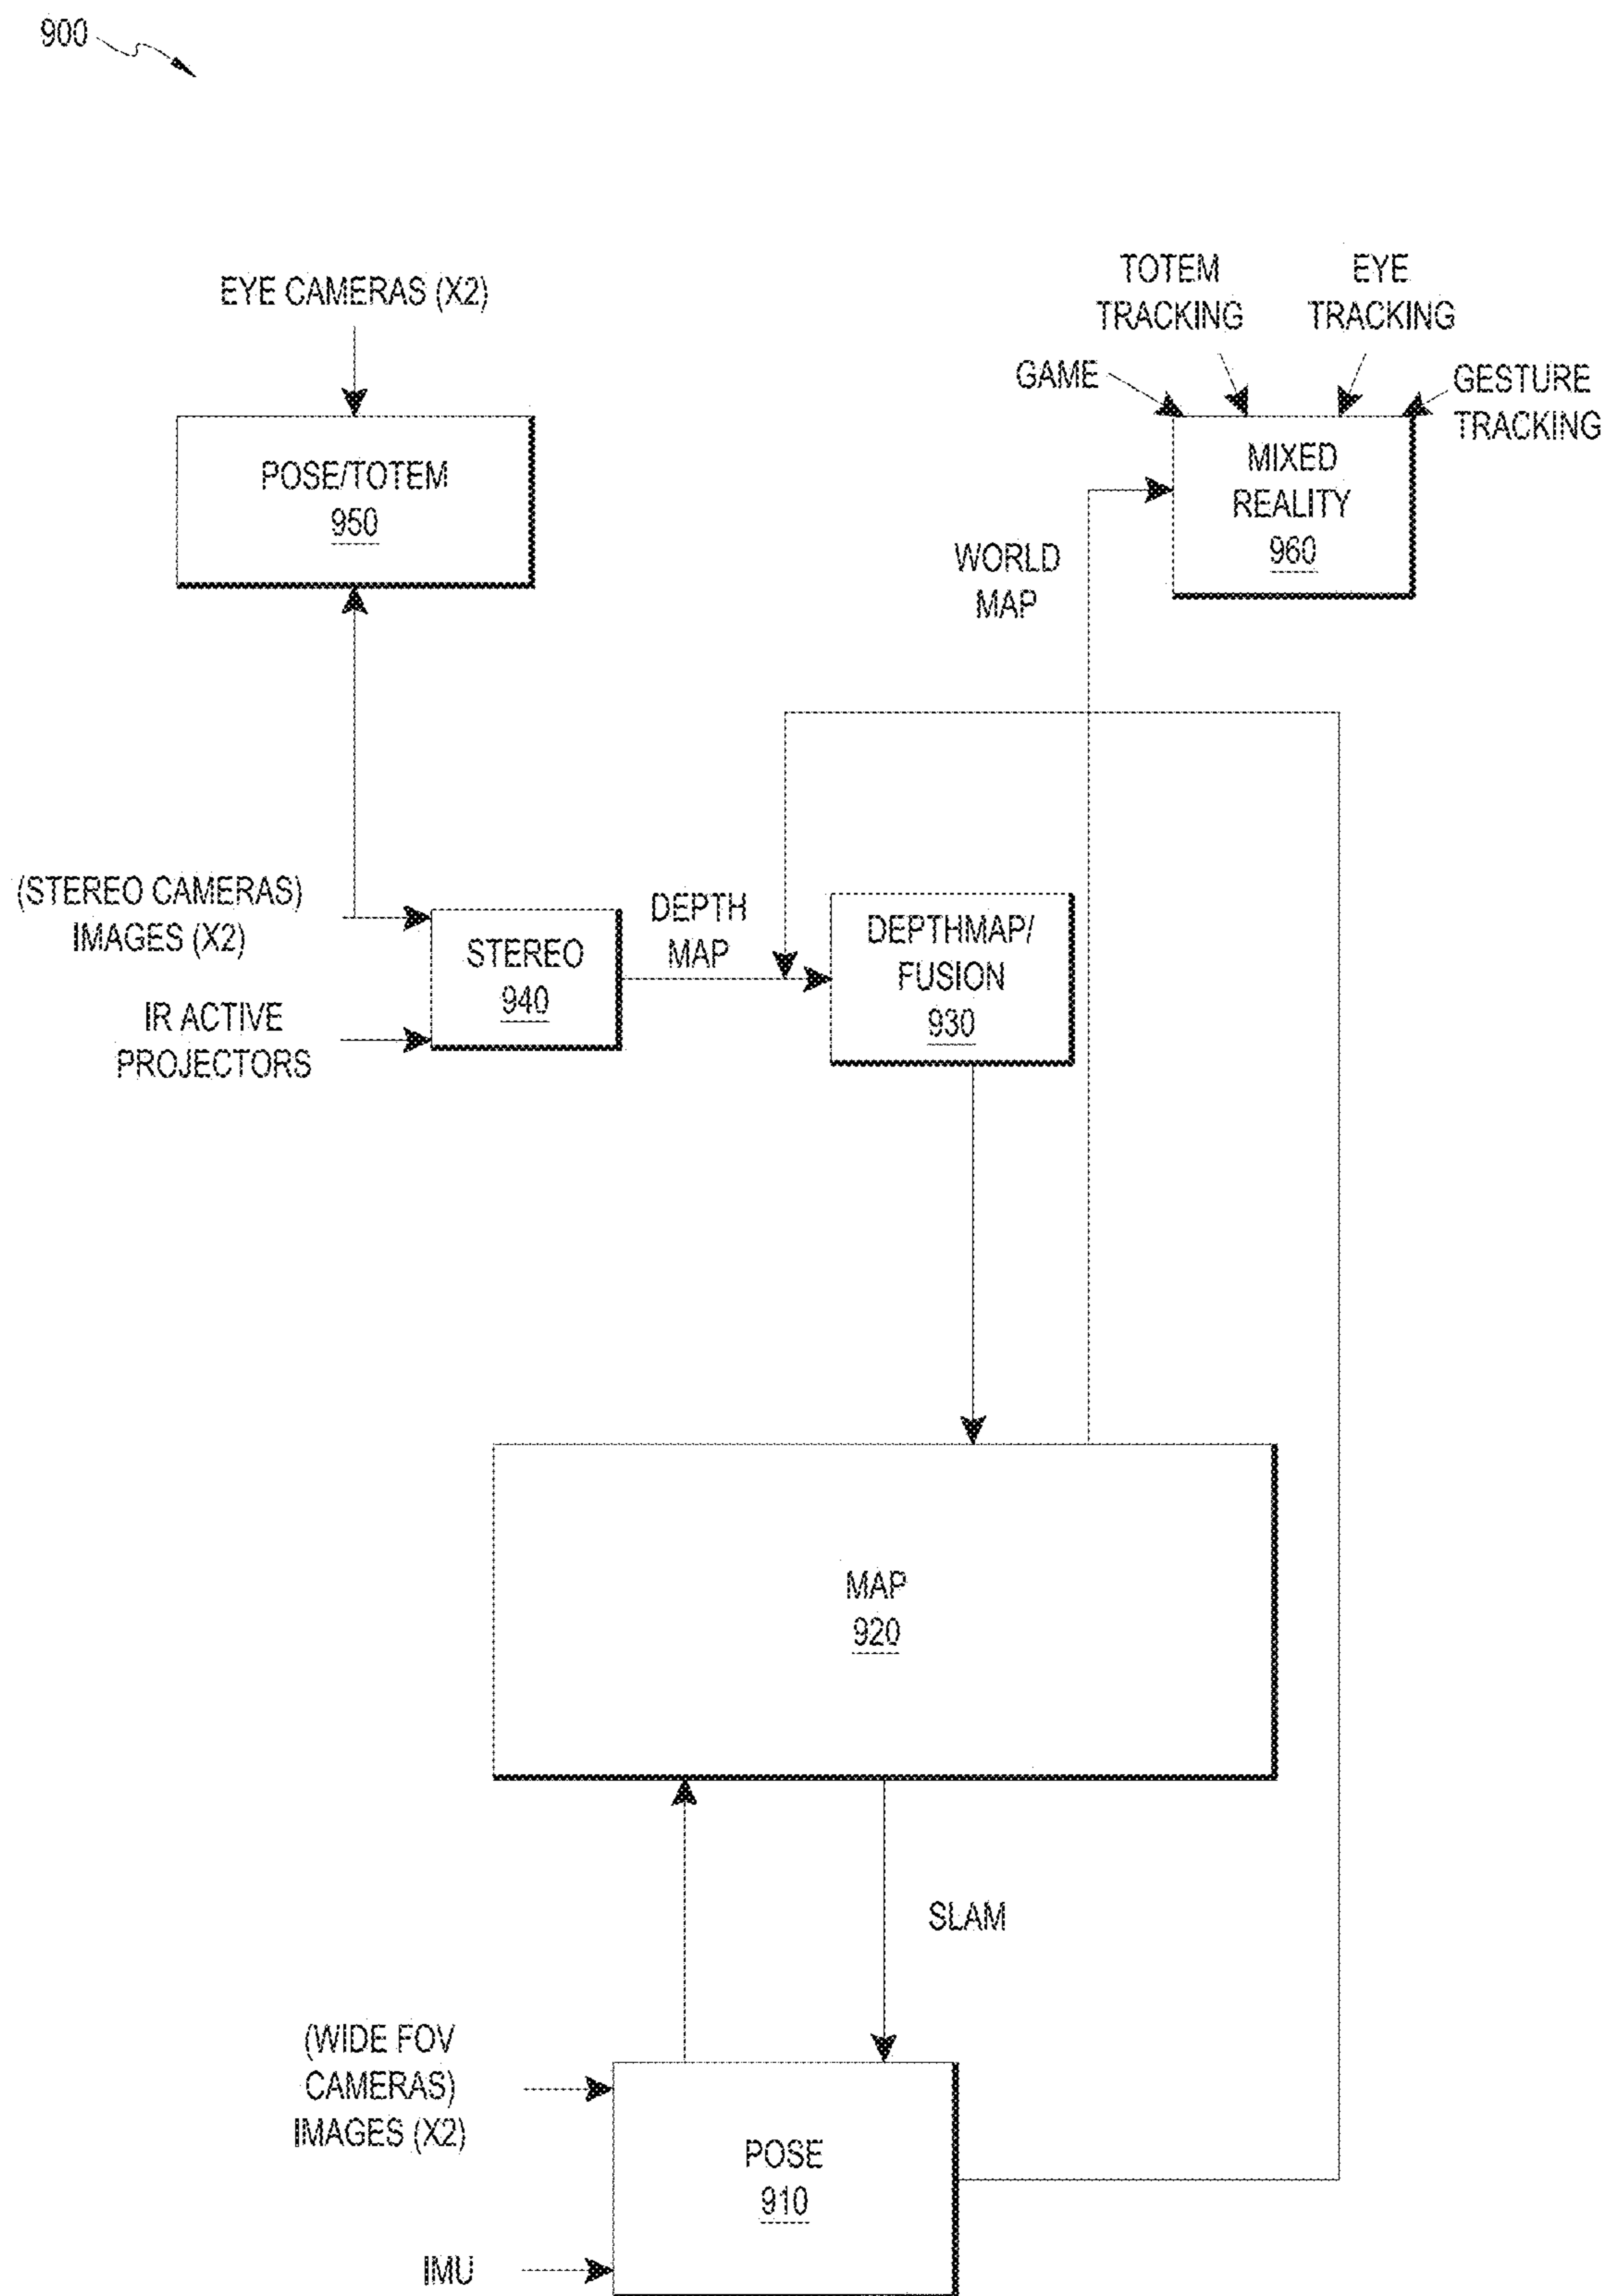 900
EYE CAMERAS (X2)
POSE/TOTEM
950
TOTEM
TRACKING
EYE
TRACKING
GAME
GESTURE
TRACKING
MIXED
REALITY
960
WORLD
MAP
(STEREO CAMERAS)
IMAGES (X2)
IR ACTIVE
PROJECTORS
STEREO
940
DEPTH
MAP
DEPTHMAP/
FUSION
930
MAP
920
SLAM
(WIDE FOV
CAMERAS)
IMAGES (X2)
IMU
POSE
910